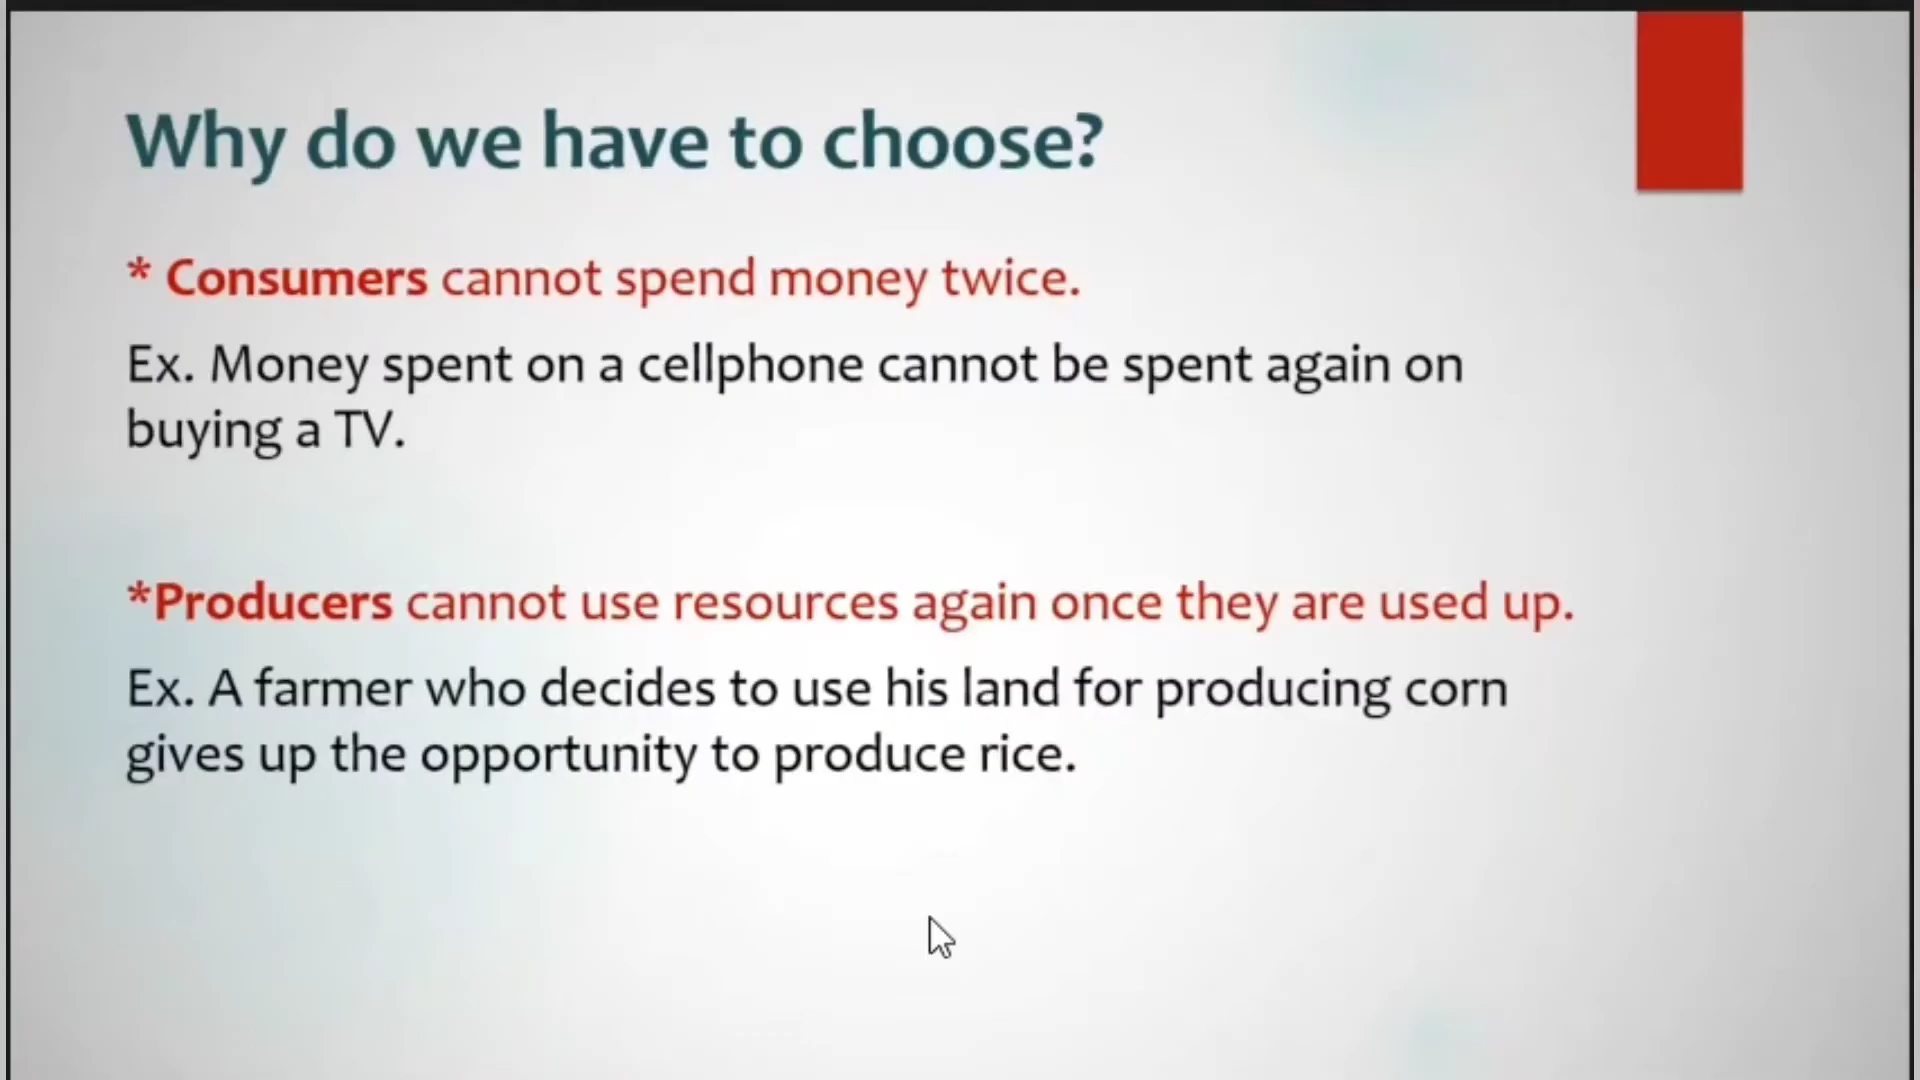 Why do we have to choose?
* Consumers cannot spend money twice.
Ex. Money spent on a cellphone cannot be spent again on
buying a TV.
*Producers cannot use resources again once they are used up.
Ex. A farmer who decides to use his land for producing corn
gives up the opportunity to produce rice.